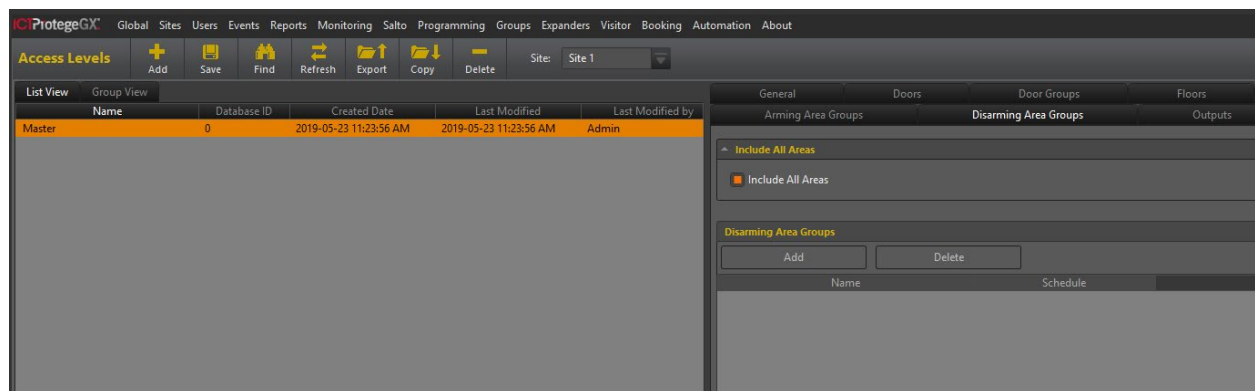 ICT ProtegeGX Global Sites Users Events Reports Monitoring Salto Programming Groups Expanders Visitor Booking Automation About
Access Levels Add Save Find Refresh Export Copy Delete Site: Site 1
List View Group View
Name Database ID Created Date Last Modified Last Modified by
Master 0 2019-05-23 11:23:56 AM 2019-05-23 11:23:56 AM Admin
General Doors Door Groups Floors
Arming Area Groups Disarming Area Groups Outputs
Include All Areas
Include All Areas
Disarming Area Groups
Add Delete
Name Schedule